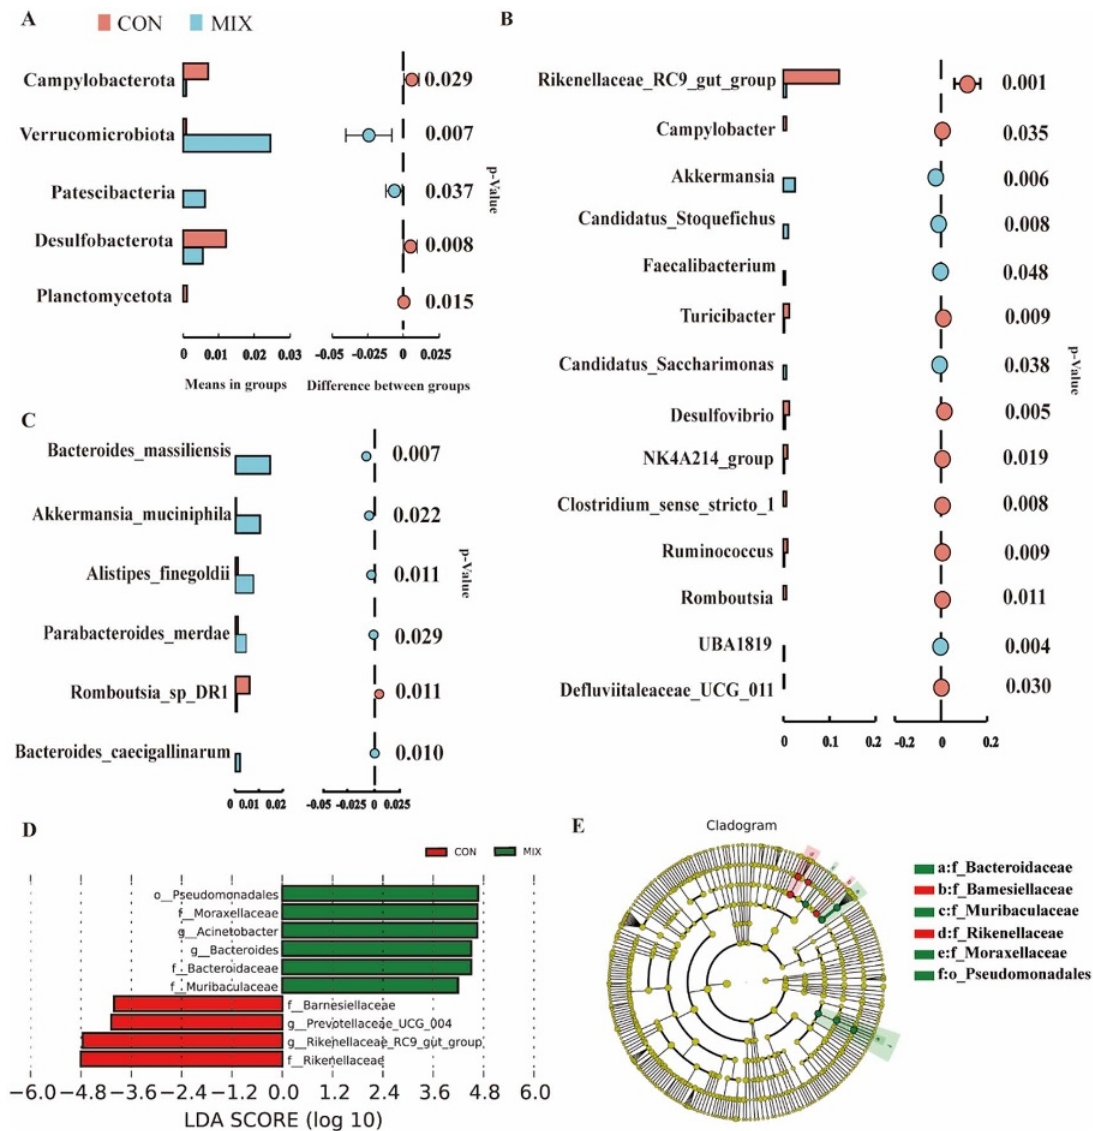 A
CON MIX
Campylobacterota 0.029
Verrucomicrobiota 0.007
Patescibacteria 0.037
Desulfobacterota 0.008
Planctomycetota 0.015
p-Value
0 0.01 0.02 0.03 -0.05 -0.025 0 0.025
Means in groups Difference between groups
B
Rikenellaceae_RC9_gut_group 0.001
Campylobacter 0.035
Akkermansia 0.006
Candidatus_Stoquefichus 0.008
Faecalibacterium 0.048
Turicibacter 0.009
Candidatus_Saccharimonas 0.038
Desulfovibrio 0.005
NK4A214_group 0.019
Clostridium_sense_stricto_1 0.008
Ruminococcus 0.009
Romboutsia 0.011
UBA1819 0.004
Defluviitaleaceae_UCG_011 0.030
p-Value
0 0.1 0.2 -0.2 0 0.2
C
Bacteroides_massiliensis 0.007
Akkermansia_muciniphila 0.022
Alistipes_finegoldii 0.011
Parabacteroides_merdae 0.029
Romboutsia_sp_DR1 0.011
Bacteroides_caecigallinarum 0.010
p-Value
0 0.01 0.02 -0.05 -0.025 0 0.025
D
CON MIX
o__Pseudomonadales
f__Moraxellaceae
g__Acinetobacter
g__Bacteroides
f__Bacteroidaceae
f__Muribaculaceae
f__Barnesiellaceae
g__Prevotellaceae_UCG_004
g__Rikenellaceae_RC9_gut_group
f__Rikenellaceae
-6.0 -4.8 -3.6 -2.4 -1.2 0.0 1.2 2.4 3.6 4.8 6.0
LDA SCORE (log 10)
E
Cladogram
a:f_Bacteroidaceae
b:f_Bamesiellaceae
c:f_Muribaculaceae
d:f_Rikenellaceae
e:f_Moraxellaceae
f:o_Pseudomonadales